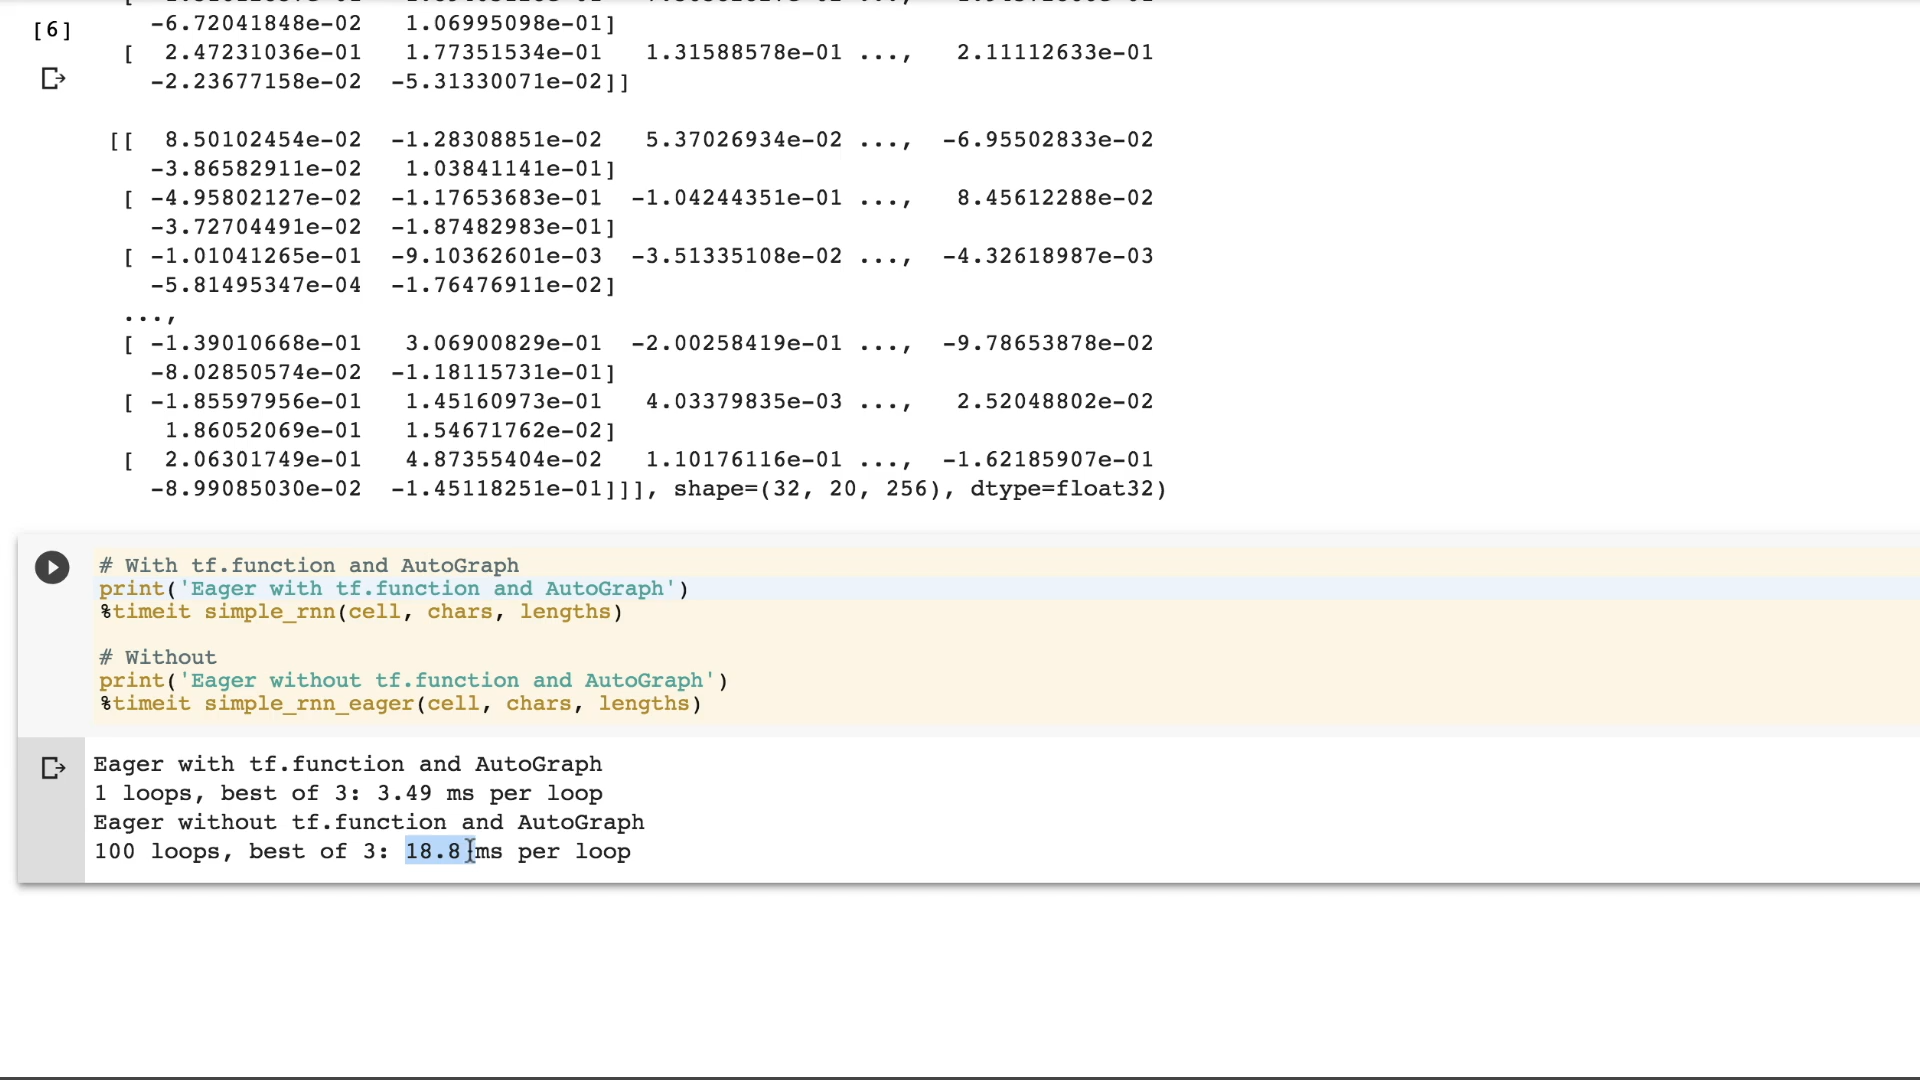 [6]
-6.72041848e-02 1.06995098e-01]
[ 2.47231036e-01 1.77351534e-01 1.31588578e-01 ..., 2.11112633e-01
-2.23677158e-02 -5.31330071e-02]]
[[ 8.50102454e-02 -1.28308851e-02 5.37026934e-02 ..., -6.95502833e-02
-3.86582911e-02 1.03841141e-01]
[ -4.95802127e-02 -1.17653683e-01 -1.04244351e-01 ..., 8.45612288e-02
-3.72704491e-02 -1.87482983e-01]
[ -1.01041265e-01 -9.10362601e-03 -3.51335108e-02 ..., -4.32618987e-03
-5.81495347e-04 -1.76476911e-02]
...,
[ -1.39010668e-01 3.06900829e-01 -2.00258419e-01 ..., -9.78653878e-02
-8.02850574e-02 -1.18115731e-01]
[ -1.85597956e-01 1.45160973e-01 4.03379835e-03 ..., 2.52048802e-02
1.86052069e-01 1.54671762e-02]
[ 2.06301749e-01 4.87355404e-02 1.10176116e-01 ..., -1.62185907e-01
-8.99085030e-02 -1.45118251e-01]]], shape=(32, 20, 256), dtype=float32)
# With tf.function and AutoGraph
print('Eager with tf.function and AutoGraph')
%timeit simple_rnn(cell, chars, lengths)
# Without
print('Eager without tf.function and AutoGraph')
%timeit simple_rnn_eager(cell, chars, lengths)
Eager with tf.function and AutoGraph
1 loops, best of 3: 3.49 ms per loop
Eager without tf.function and AutoGraph
100 loops, best of 3: 18.8 ms per loop